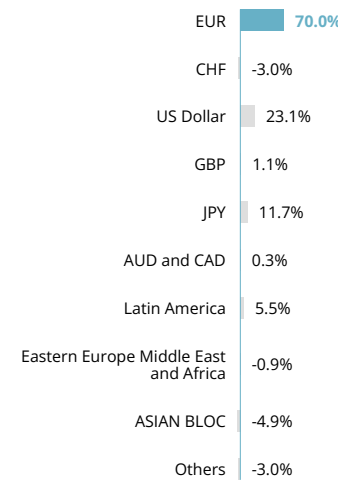 EUR 70.0%
CHF -3.0%
US Dollar 23.1%
GBP 1.1%
JPY 11.7%
AUD and CAD 0.3%
Latin America 5.5%
Eastern Europe Middle East
and Africa -0.9%
ASIAN BLOC -4.9%
Others -3.0%